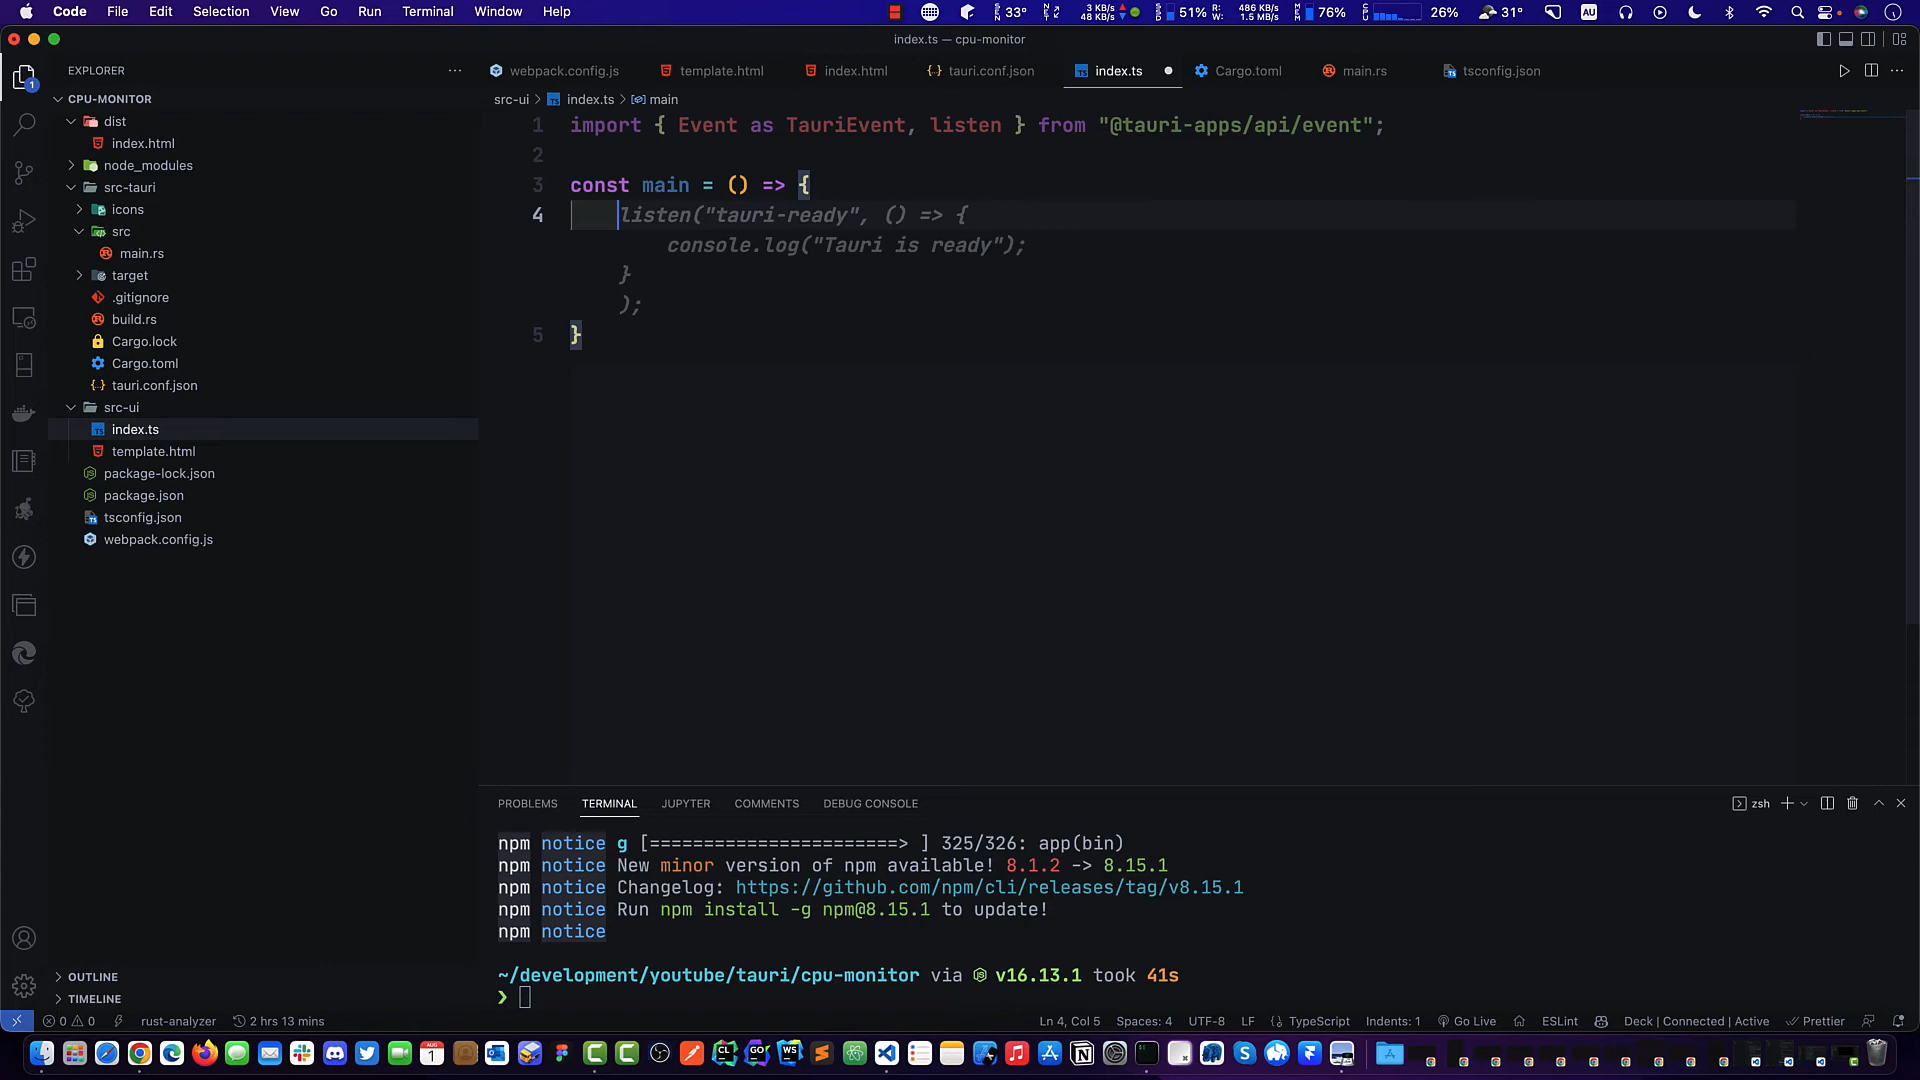 Code File Edit Selection View Go Run Terminal Window Help
33° 3 KB/s 48 KB/s 51% R: W: 486 KB/s 1.5 MB/s 76% 26% 31° AU
index.ts — cpu-monitor
EXPLORER
webpack.config.js template.html index.html tauri.conf.json index.ts Cargo.toml main.rs tsconfig.json
CPU-MONITOR
dist
index.html
node_modules
src-tauri
icons
src
main.rs
target
.gitignore
build.rs
Cargo.lock
Cargo.toml
tauri.conf.json
src-ui
index.ts
template.html
package-lock.json
package.json
tsconfig.json
webpack.config.js
OUTLINE
TIMELINE
src-ui > index.ts > main
1 import { Event as TauriEvent, listen } from "@tauri-apps/api/event";
2
3 const main = () => {
4 listen("tauri-ready", () => {
console.log("Tauri is ready");
}
);
5 }
PROBLEMS TERMINAL JUPYTER COMMENTS DEBUG CONSOLE
zsh
npm notice g [=======================> ] 325/326: app(bin)
npm notice New minor version of npm available! 8.1.2 -> 8.15.1
npm notice Changelog: https://github.com/npm/cli/releases/tag/v8.15.1
npm notice Run npm install -g npm@8.15.1 to update!
npm notice
~/development/youtube/tauri/cpu-monitor via v16.13.1 took 41s
❯
0 0 rust-analyzer 2 hrs 13 mins Ln 4, Col 5 Spaces: 4 UTF-8 LF TypeScript Indents: 1 Go Live ESLint Deck | Connected | Active Prettier